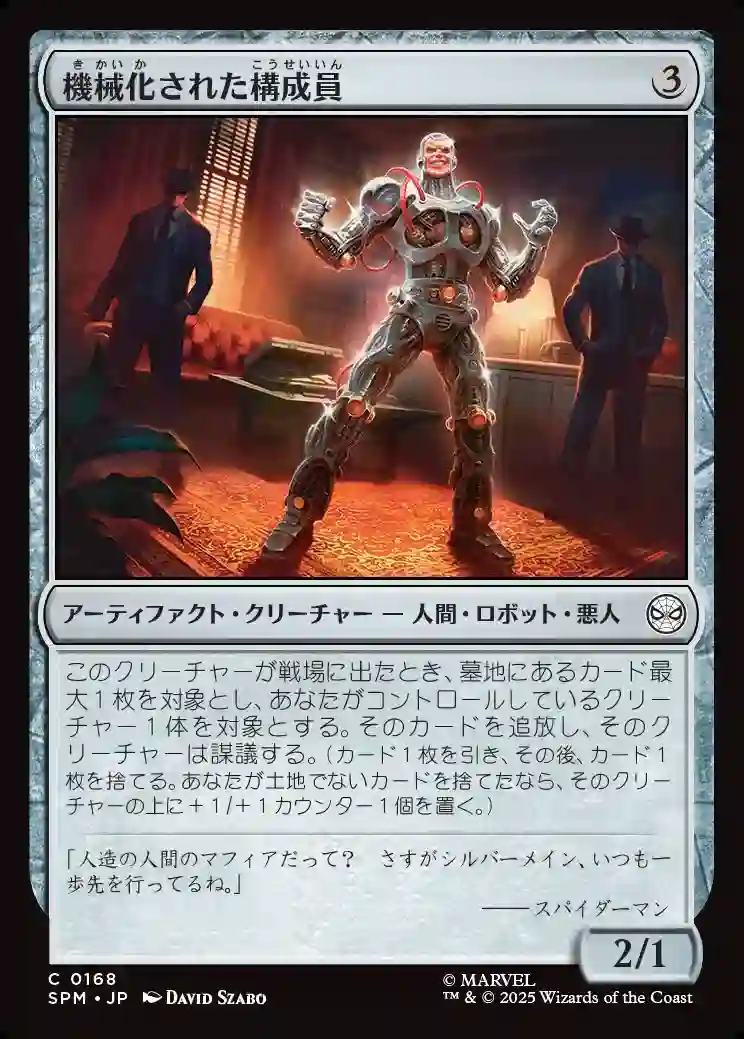 きかいか こうせいいん
機械化された構成員 3
アーティファクト・クリーチャー — 人間・ロボット・悪人
このクリーチャーが戦場に出たとき、墓地にあるカード最
大１枚を対象とし、あなたがコントロールしているクリー
チャー１体を対象とする。そのカードを追放し、そのク
リーチャーは謀議する。（カード１枚を引き、その後、カード１
枚を捨てる。あなたが土地でないカードを捨てたなら、そのクリー
チャーの上に＋１/＋１カウンター１個を置く。）
「人造の人間のマフィアだって？　さすがシルバーメイン、いつも一
歩先を行ってるね。」
――スパイダーマン
2/1
C 0168
SPM • JP David Szabo
© MARVEL
™ & © 2025 Wizards of the Coast